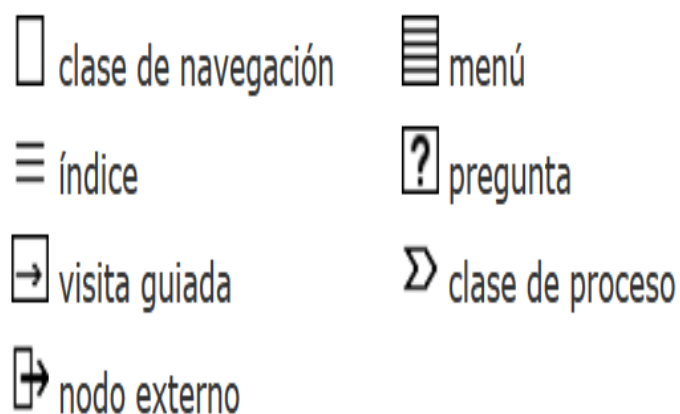 clase de navegación
menú
índice
? pregunta
visita guiada
clase de proceso
nodo externo